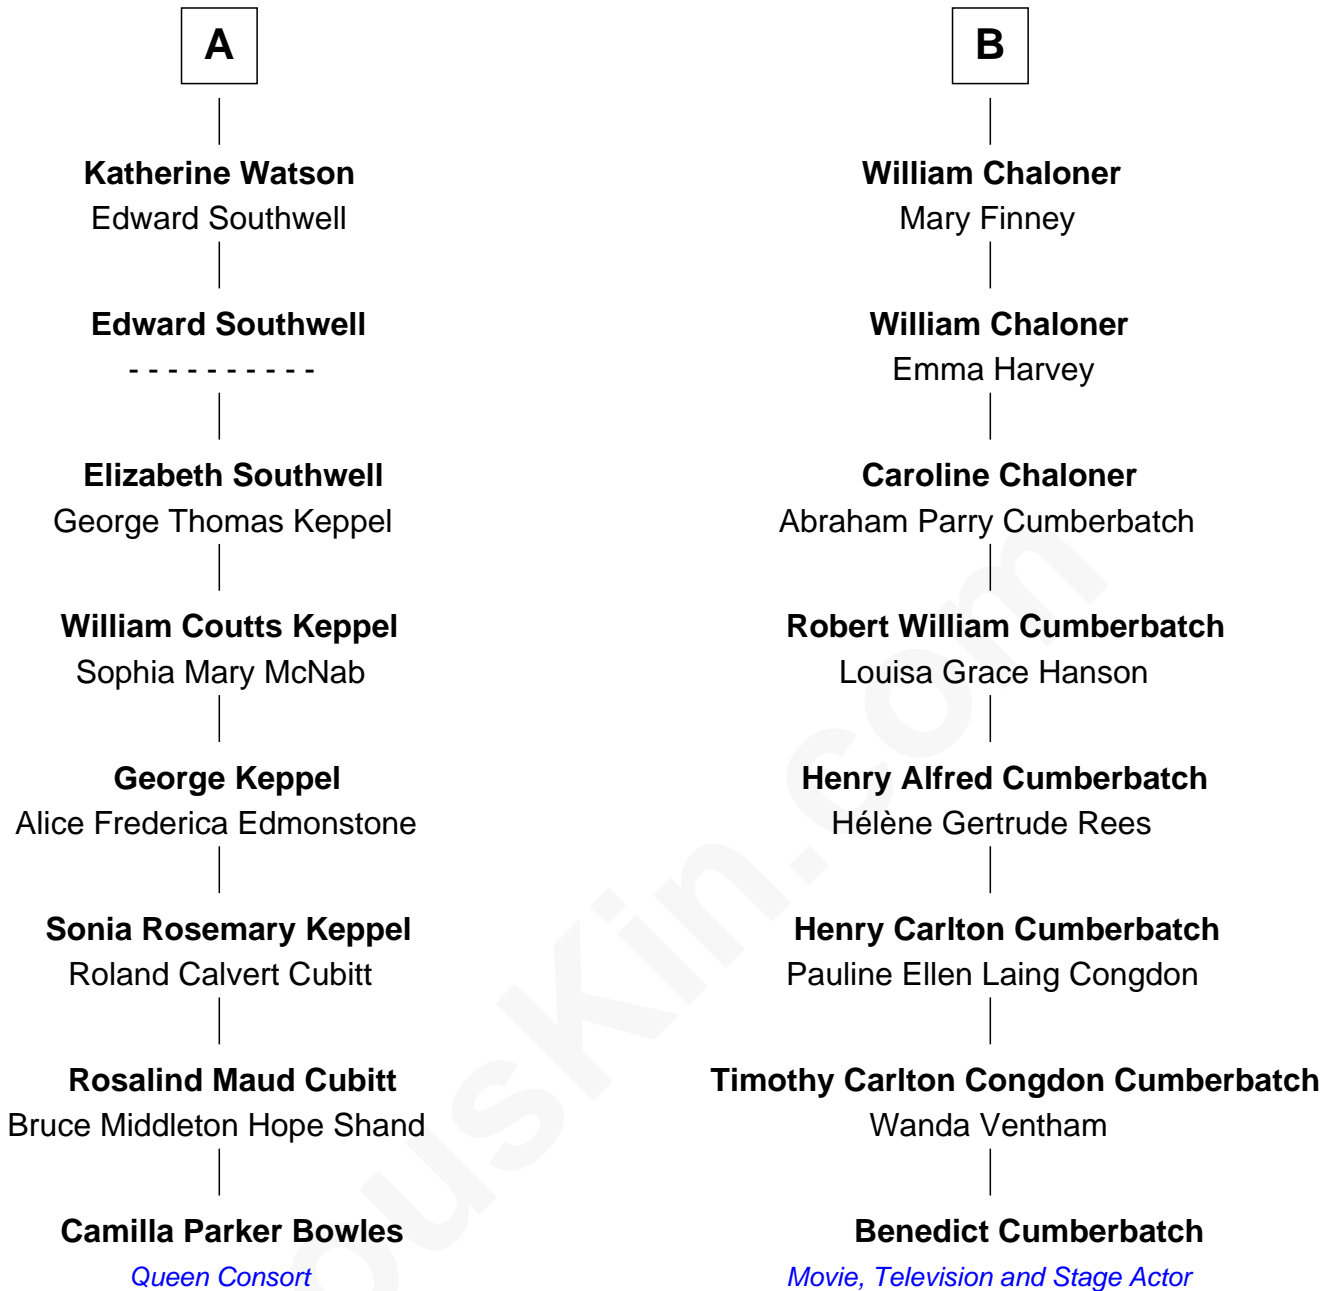 A
Katherine Watson
Edward Southwell
Edward Southwell
- - - - - - - - - -
Elizabeth Southwell
George Thomas Keppel
William Coutts Keppel
Sophia Mary McNab
George Keppel
Alice Frederica Edmonstone
Sonia Rosemary Keppel
Roland Calvert Cubitt
Rosalind Maud Cubitt
Bruce Middleton Hope Shand
Camilla Parker Bowles
Queen Consort
B
William Chaloner
Mary Finney
William Chaloner
Emma Harvey
Caroline Chaloner
Abraham Parry Cumberbatch
Robert William Cumberbatch
Louisa Grace Hanson
Henry Alfred Cumberbatch
Hélène Gertrude Rees
Henry Carlton Cumberbatch
Pauline Ellen Laing Congdon
Timothy Carlton Congdon Cumberbatch
Wanda Ventham
Benedict Cumberbatch
Movie, Television and Stage Actor
ousKin.com